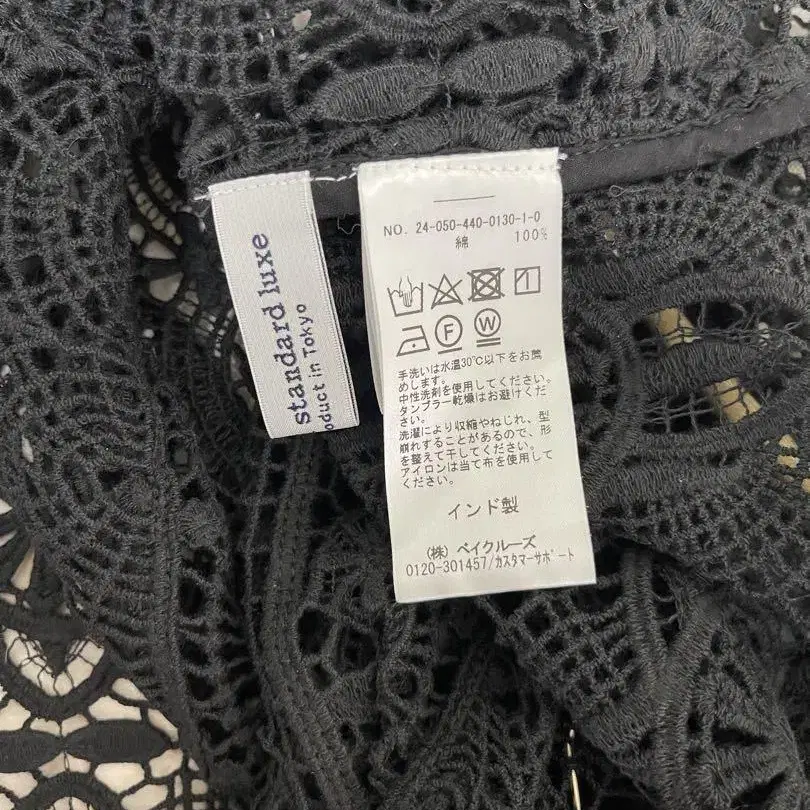 standard luxe
oduct in Tokyo
NO. 24-050-440-0130-1-0
綿 100%
F W
手洗いは水温30℃以下をお薦
めします。
中性洗剤を使用してください。
タンブラー乾燥はお避けくだ
さい。
洗濯により収縮やねじれ、型
崩れすることがあるので、形
を整えて干してください。
アイロンは当て布を使用して
ください。
インド製
(株) ベイクルーズ
0120-301457/カスタマーサポート